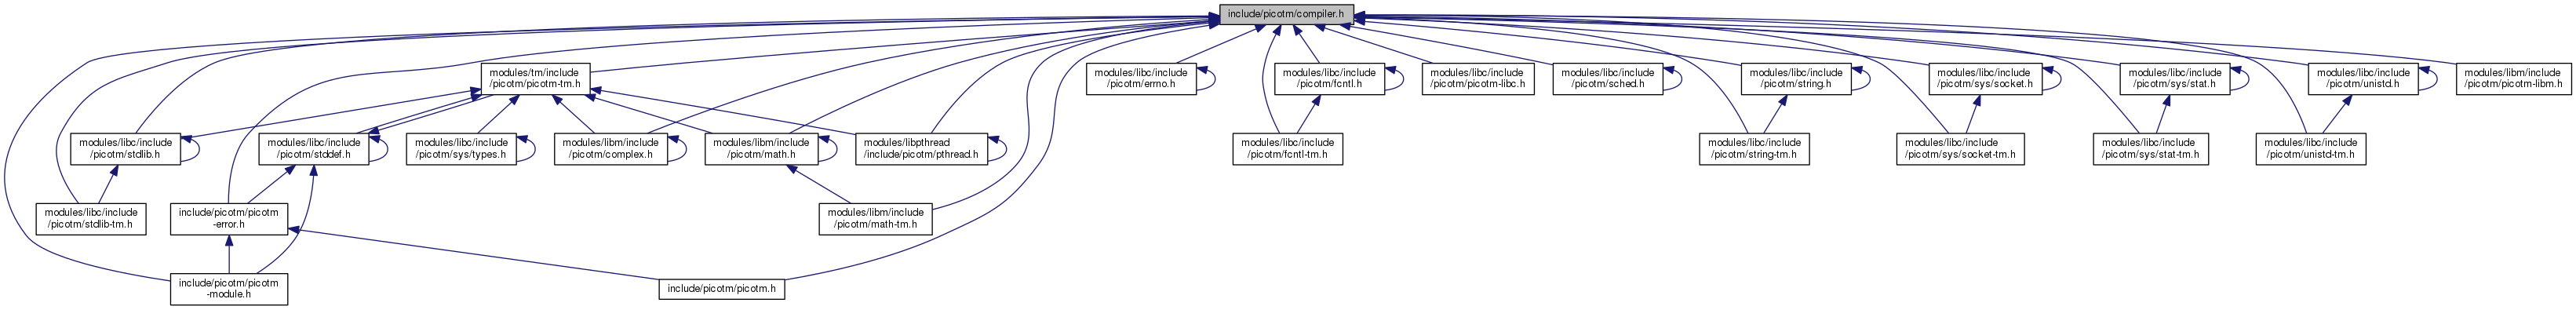 include/picotm/compiler.h
modules/tm/include
/picotm/picotm-tm.h
modules/libc/include
/picotm/errno.h
modules/libc/include
/picotm/fcntl.h
modules/libc/include
/picotm/picotm-libc.h
modules/libc/include
/picotm/sched.h
modules/libc/include
/picotm/string.h
modules/libc/include
/picotm/sys/socket.h
modules/libc/include
/picotm/sys/stat.h
modules/libc/include
/picotm/unistd.h
modules/libm/include
/picotm/picotm-libm.h
modules/libc/include
/picotm/stdlib.h
modules/libc/include
/picotm/stddef.h
modules/libc/include
/picotm/sys/types.h
modules/libm/include
/picotm/complex.h
modules/libm/include
/picotm/math.h
modules/libpthread
/include/picotm/pthread.h
modules/libc/include
/picotm/fcntl-tm.h
modules/libc/include
/picotm/string-tm.h
modules/libc/include
/picotm/sys/socket-tm.h
modules/libc/include
/picotm/sys/stat-tm.h
modules/libc/include
/picotm/unistd-tm.h
modules/libc/include
/picotm/stdlib-tm.h
include/picotm/picotm
-error.h
modules/libm/include
/picotm/math-tm.h
include/picotm/picotm
-module.h
include/picotm/picotm.h